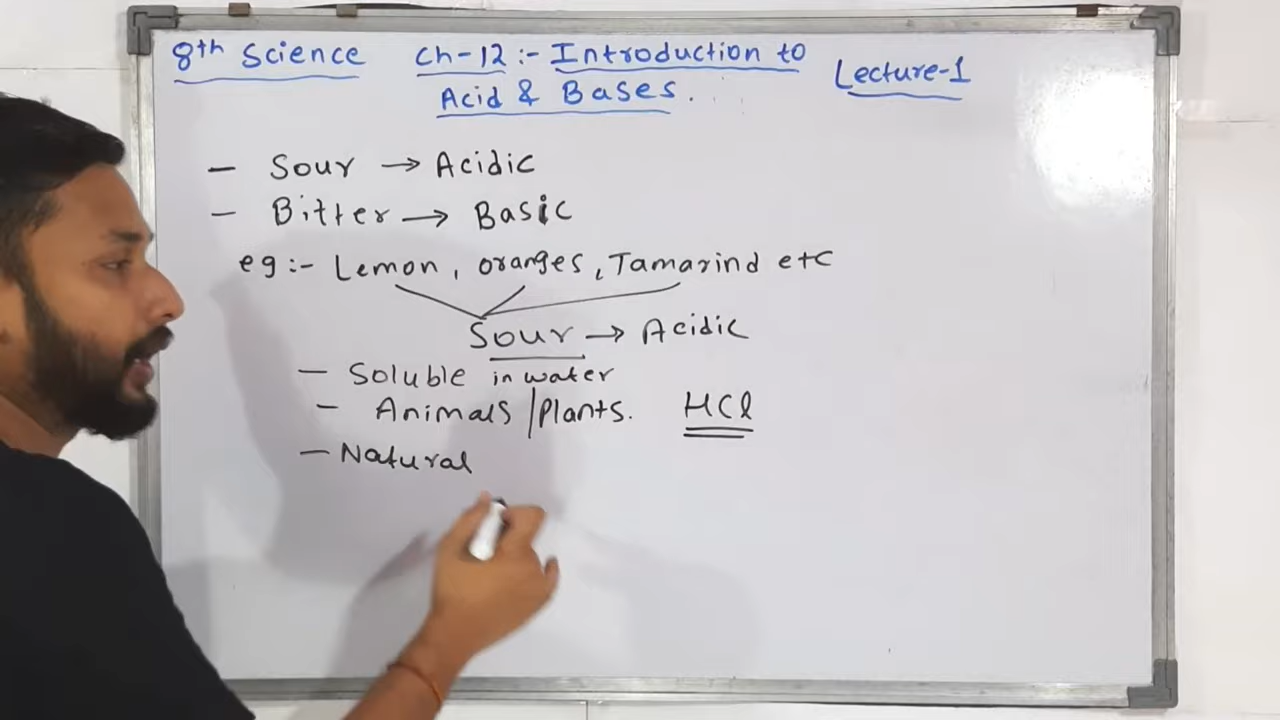 8th Science Ch-12:- Introduction to Acid & Bases. Lecture-1
- Sour → Acidic
- Bitter → Basic
eg:- Lemon, oranges, Tamarind etc
Sour → Acidic
- Soluble in water
- Animals/Plants. HCl
- Natural